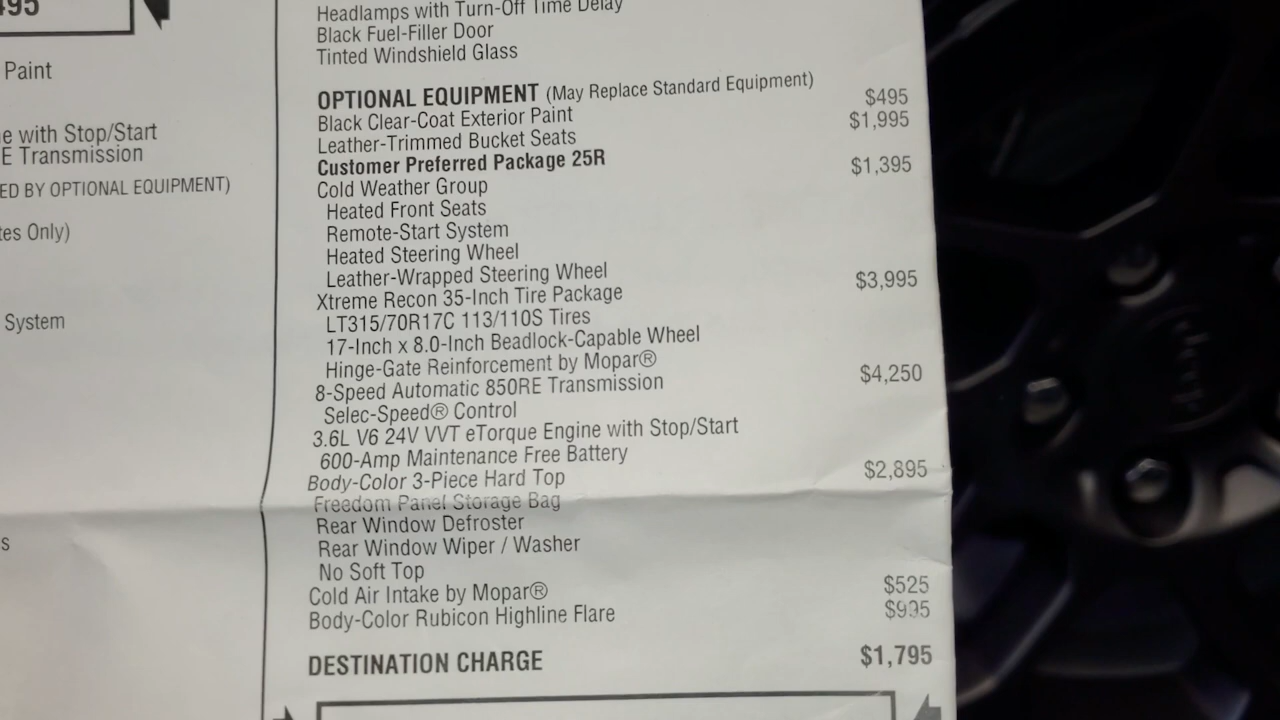 495
Paint
e with Stop/Start
E Transmission
ED BY OPTIONAL EQUIPMENT)
tes Only)
System
s
Headlamps with Turn-Off Time Delay
Black Fuel-Filler Door
Tinted Windshield Glass
OPTIONAL EQUIPMENT (May Replace Standard Equipment)
Black Clear-Coat Exterior Paint $495
Leather-Trimmed Bucket Seats $1,995
Customer Preferred Package 25R
Cold Weather Group $1,395
Heated Front Seats
Remote-Start System
Heated Steering Wheel
Leather-Wrapped Steering Wheel
Xtreme Recon 35-Inch Tire Package $3,995
LT315/70R17C 113/110S Tires
17-Inch x 8.0-Inch Beadlock-Capable Wheel
Hinge-Gate Reinforcement by Mopar®
8-Speed Automatic 850RE Transmission $4,250
Selec-Speed® Control
3.6L V6 24V VVT eTorque Engine with Stop/Start
600-Amp Maintenance Free Battery
Body-Color 3-Piece Hard Top $2,895
Freedom Panel Storage Bag
Rear Window Defroster
Rear Window Wiper / Washer
No Soft Top
Cold Air Intake by Mopar® $525
Body-Color Rubicon Highline Flare
DESTINATION CHARGE $1,795
Jeep